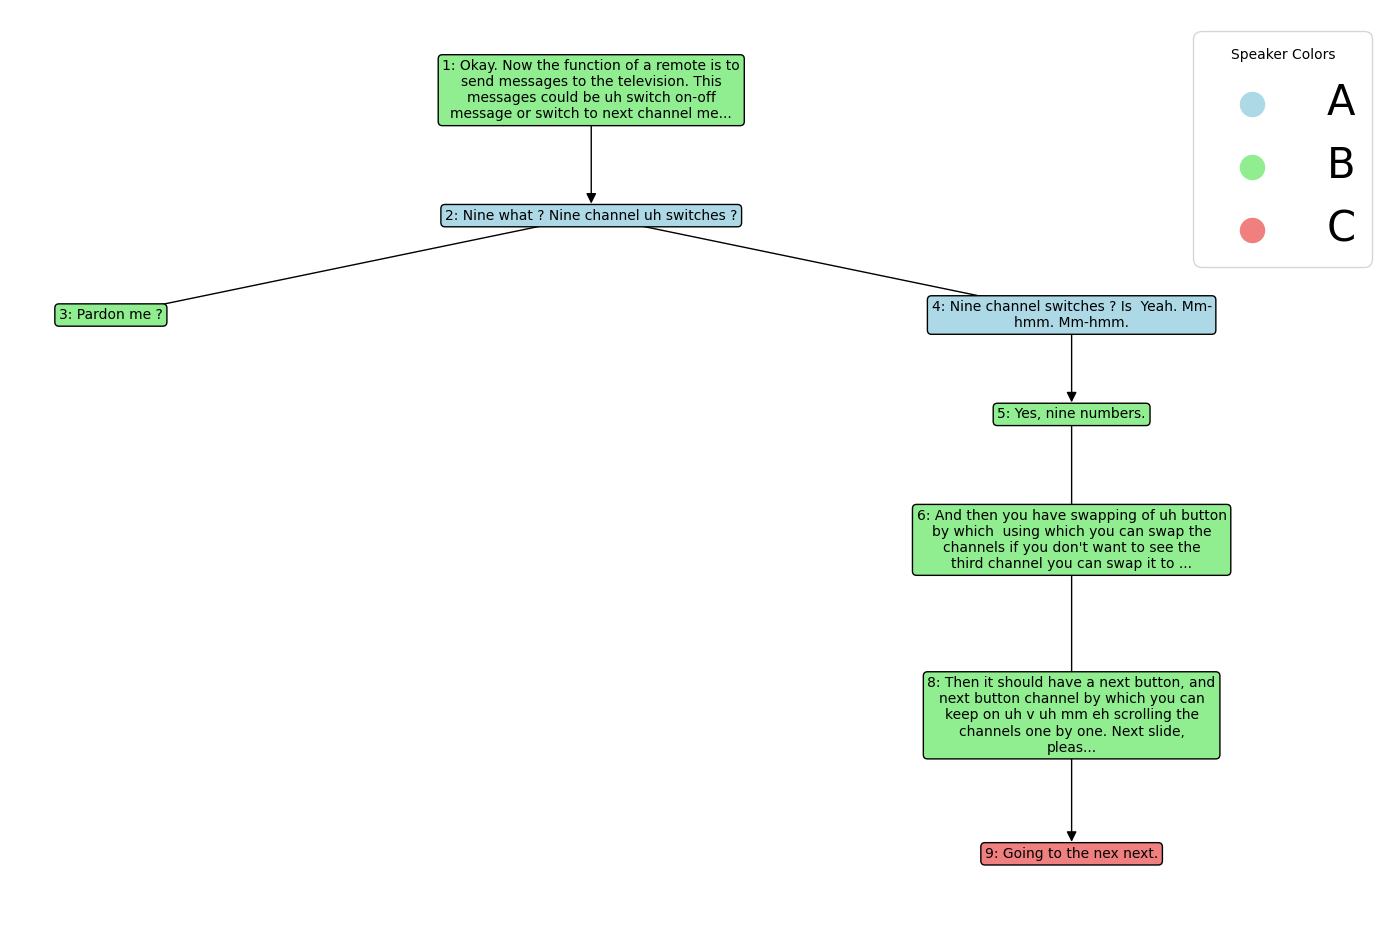 1: Okay. Now the function of a remote is to
send messages to the television. This
messages could be uh switch on-off
message or switch to next channel me...
2: Nine what ? Nine channel uh switches ?
3: Pardon me ?
4: Nine channel switches ? Is  Yeah. Mm-
hmm. Mm-hmm.
5: Yes, nine numbers.
6: And then you have swapping of uh button
by which  using which you can swap the
channels if you don't want to see the
third channel you can swap it to ...
8: Then it should have a next button, and
next button channel by which you can
keep on uh v uh mm eh scrolling the
channels one by one. Next slide,
pleas...
9: Going to the nex next.
Speaker Colors
A
B
C